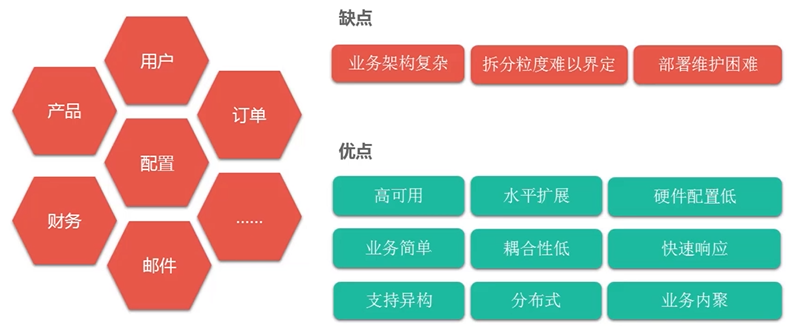 用户
产品
订单
配置
财务
......
邮件
缺点
业务架构复杂
拆分粒度难以界定
部署维护困难
优点
高可用
水平扩展
硬件配置低
业务简单
耦合性低
快速响应
支持异构
分布式
业务内聚